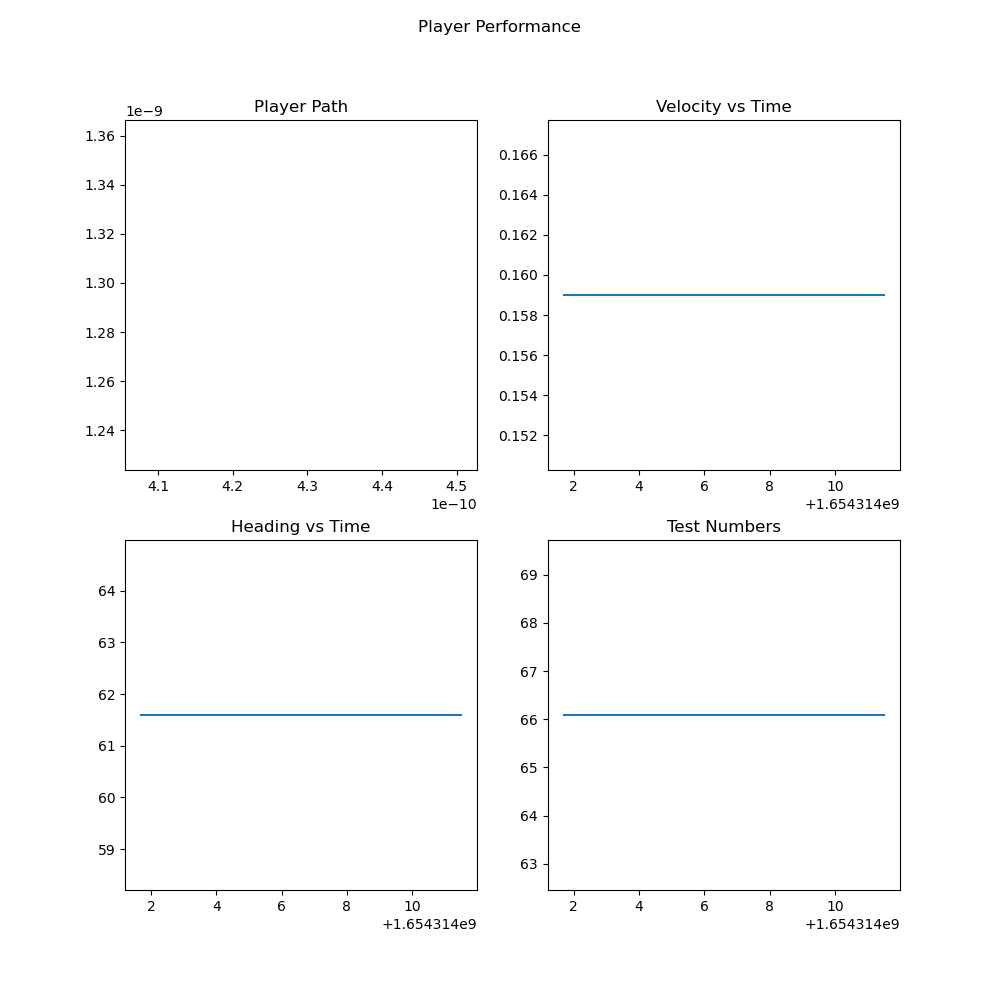 Player Performance
Player Path
1e−9
1.36
1.34
1.32
1.30
1.28
1.26
1.24
4.1 4.2 4.3 4.4 4.5
1e−10
Velocity vs Time
0.166
0.164
0.162
0.160
0.158
0.156
0.154
0.152
2 4 6 8 10
+1.654314e9
Heading vs Time
64
63
62
61
60
59
2 4 6 8 10
+1.654314e9
Test Numbers
69
68
67
66
65
64
63
2 4 6 8 10
+1.654314e9